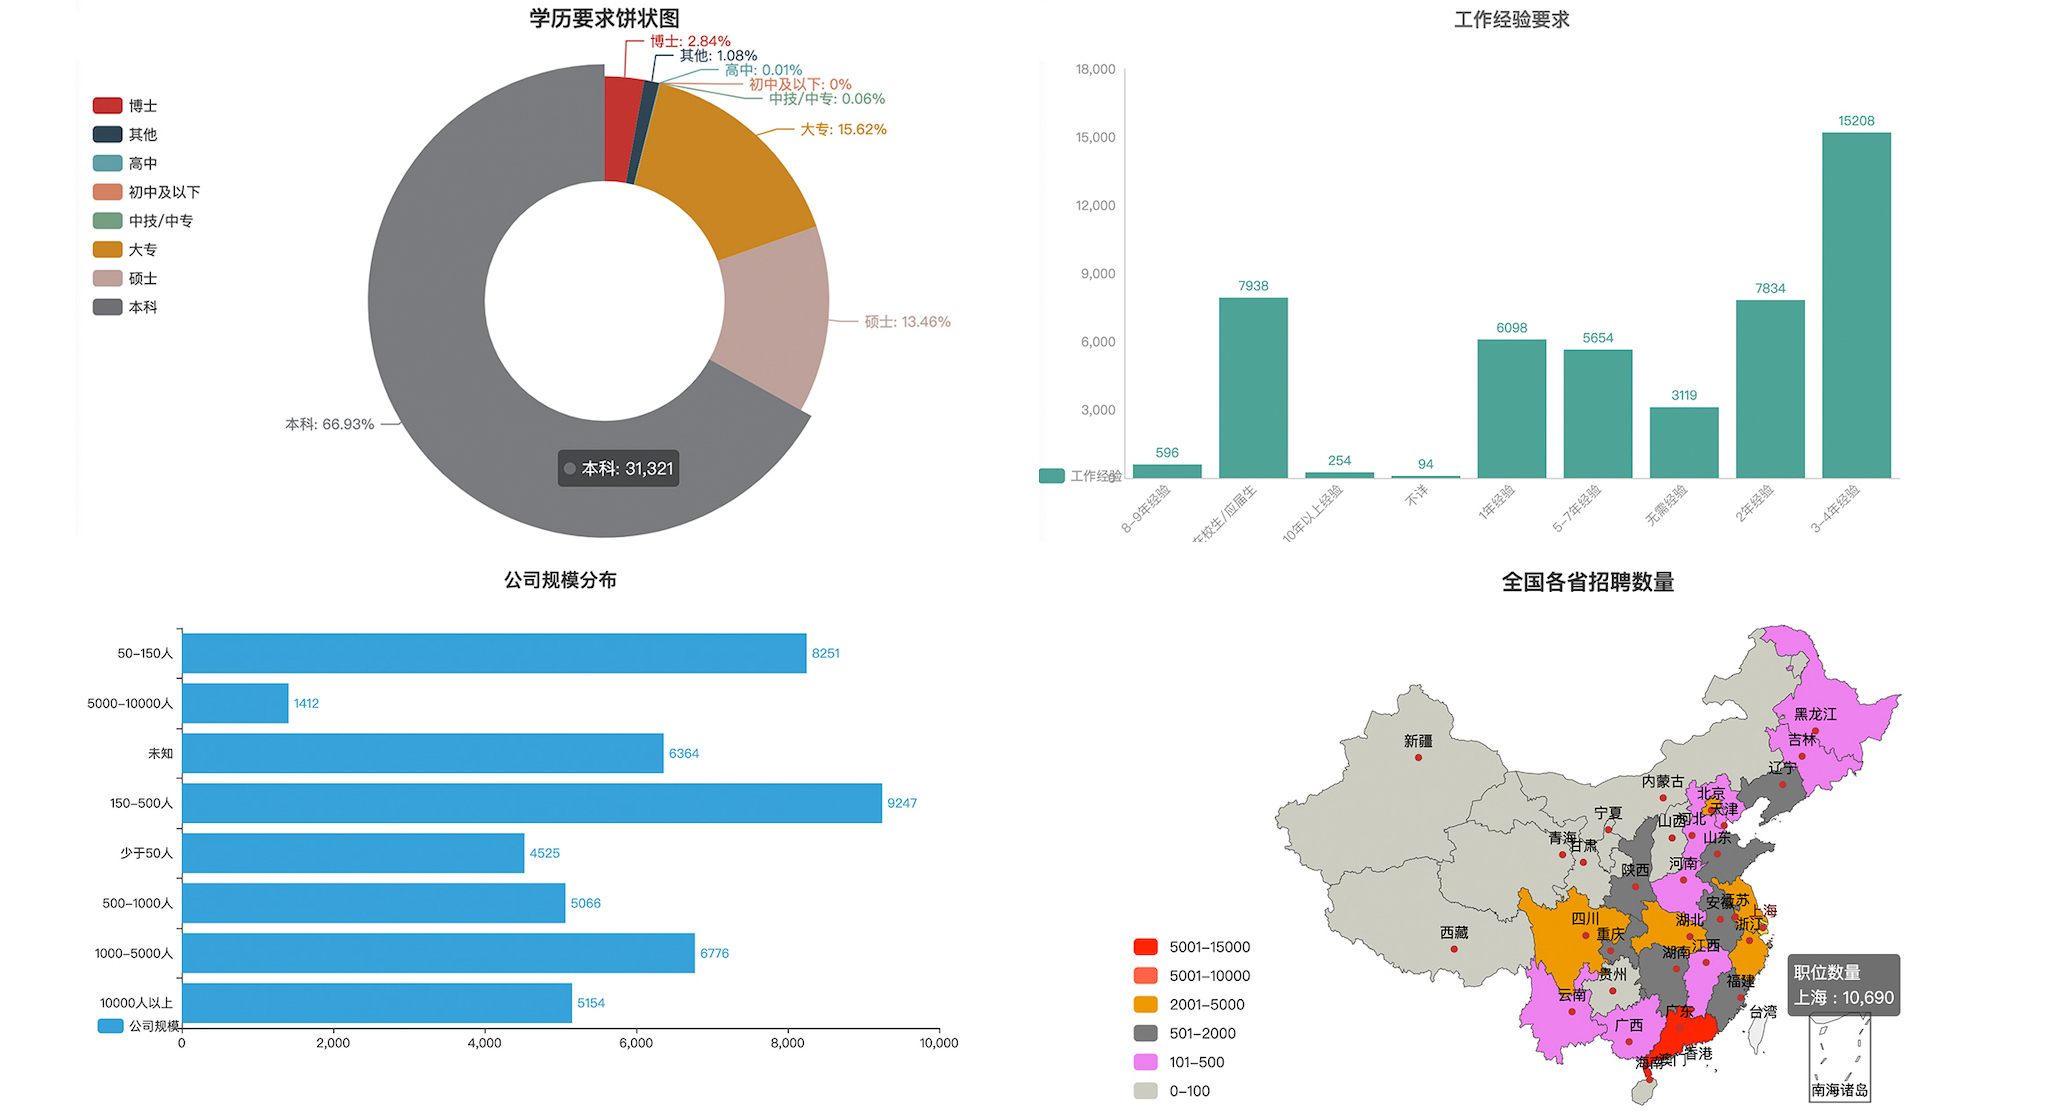 学历要求饼状图
博士: 2.84%
其他: 1.08%
高中: 0.01%
初中及以下: 0%
中技/中专: 0.06%
大专: 15.62%
硕士: 13.46%
本科: 66.93%
本科: 31,321
博士
其他
高中
初中及以下
中技/中专
大专
硕士
本科
工作经验要求
18,000
15,000
12,000
9,000
6,000
3,000
0
工作经验
596
7938
254
94
6098
5654
3119
7834
15208
8-9年经验
在校生/应届生
10年以上经验
不详
1年经验
5-7年经验
无需经验
2年经验
3-4年经验
公司规模分布
50-150人
8251
5000-10000人
1412
未知
6364
150-500人
9247
少于50人
4525
500-1000人
5066
1000-5000人
6776
10000人以上
5154
公司规模
0
2,000
4,000
6,000
8,000
10,000
全国各省招聘数量
黑龙江
吉林
辽宁
新疆
内蒙古
北京
天津
宁夏
山西
河北
青海
甘肃
山东
陕西
河南
安徽
江苏
上海
四川
湖北
浙江
重庆
西藏
湖南
江西
贵州
福建
云南
广西
广东
台湾
海南
澳门
香港
南海诸岛
职位数量
上海 : 10,690
5001-15000
5001-10000
2001-5000
501-2000
101-500
0-100